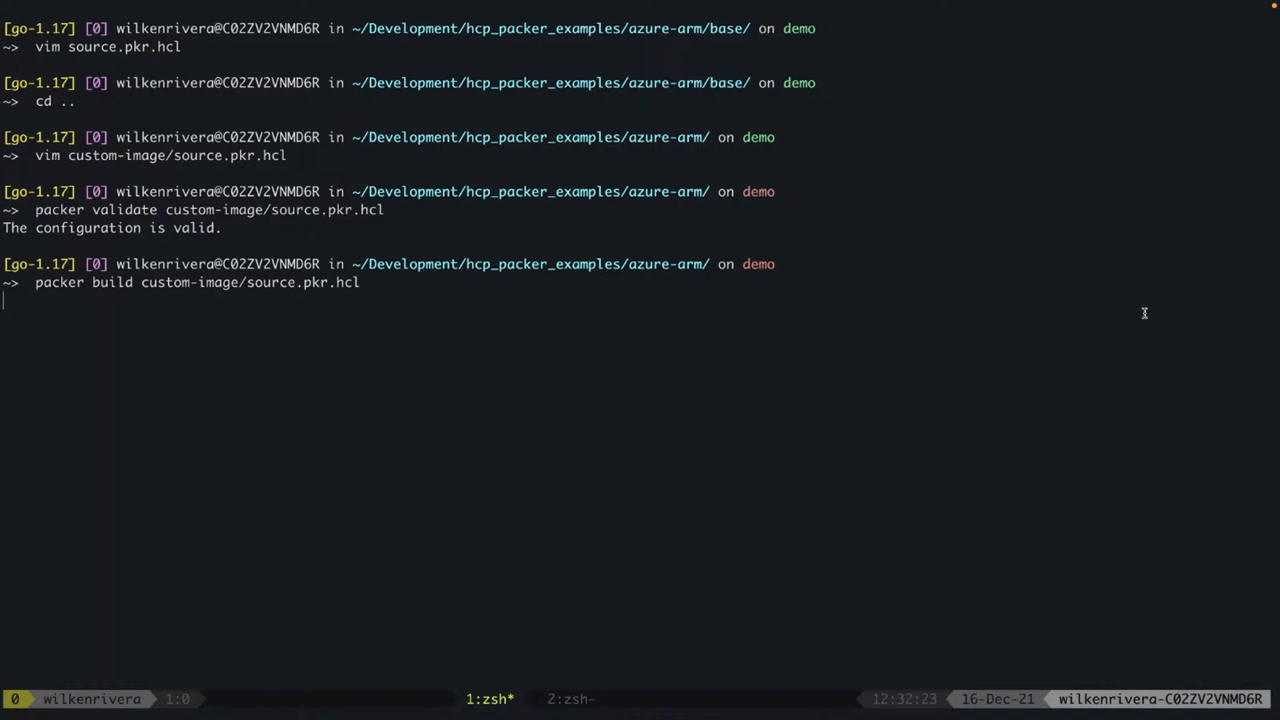 [go-1.17] [0] wilkenrivera@C02ZV2VNMD6R in ~/Development/hcp_packer_examples/azure-arm/base/ on demo
~> vim source.pkr.hcl
[go-1.17] [0] wilkenrivera@C02ZV2VNMD6R in ~/Development/hcp_packer_examples/azure-arm/base/ on demo
~> cd ..
[go-1.17] [0] wilkenrivera@C02ZV2VNMD6R in ~/Development/hcp_packer_examples/azure-arm/ on demo
~> vim custom-image/source.pkr.hcl
[go-1.17] [0] wilkenrivera@C02ZV2VNMD6R in ~/Development/hcp_packer_examples/azure-arm/ on demo
~> packer validate custom-image/source.pkr.hcl
The configuration is valid.
[go-1.17] [0] wilkenrivera@C02ZV2VNMD6R in ~/Development/hcp_packer_examples/azure-arm/ on demo
~> packer build custom-image/source.pkr.hcl
0 wilkenrivera 1:0 1:zsh* 2:zsh- 12:32:23 16-Dec-21 wilkenrivera-C02ZV2VNMD6R